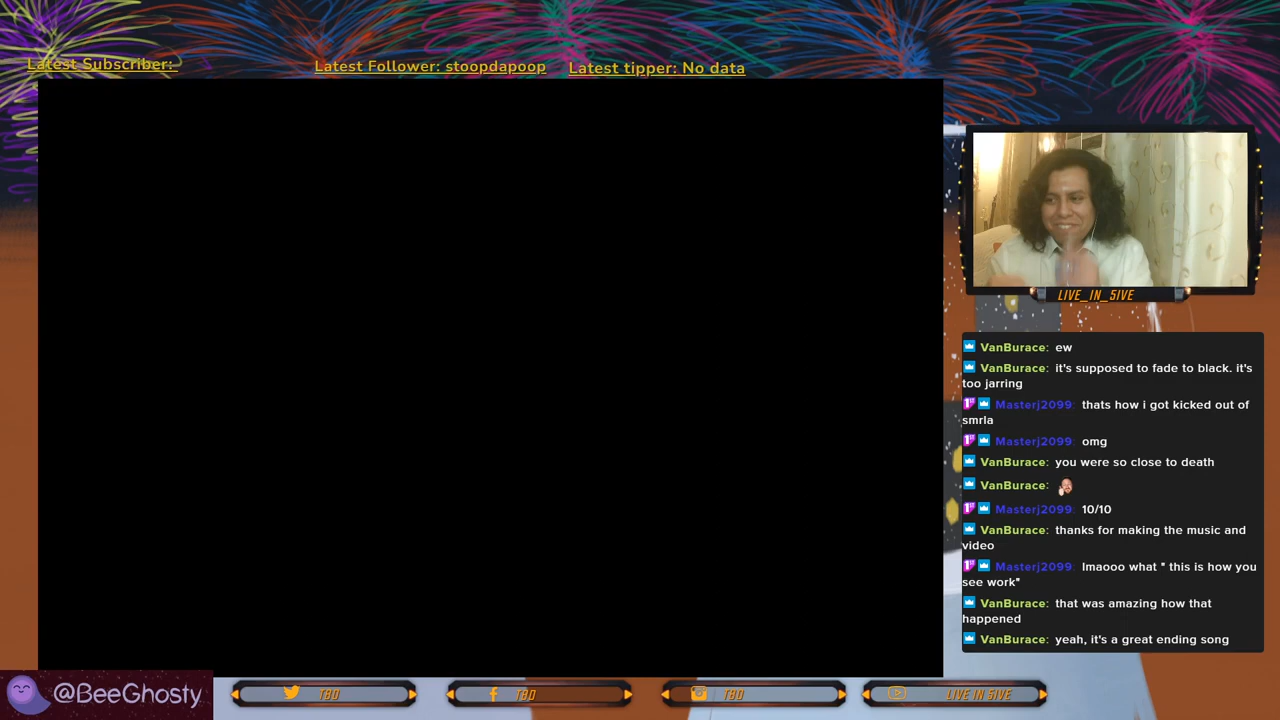 Latest Subscriber:
Latest Follower: stoopdapoop
Latest tipper: No data
LIVE_IN_5IVE
VanBurace: ew
VanBurace: it's supposed to fade to black. it's
too jarring
Masterj2099: thats how i got kicked out of
smrla
Masterj2099: omg
VanBurace: you were so close to death
VanBurace:
Masterj2099: 10/10
VanBurace: thanks for making the music and
video
Masterj2099: lmaooo what " this is how you
see work"
VanBurace: that was amazing how that
happened
VanBurace: yeah, it's a great ending song
@BeeGhosty
TBD
TBD
TBD
LIVE IN 5IVE